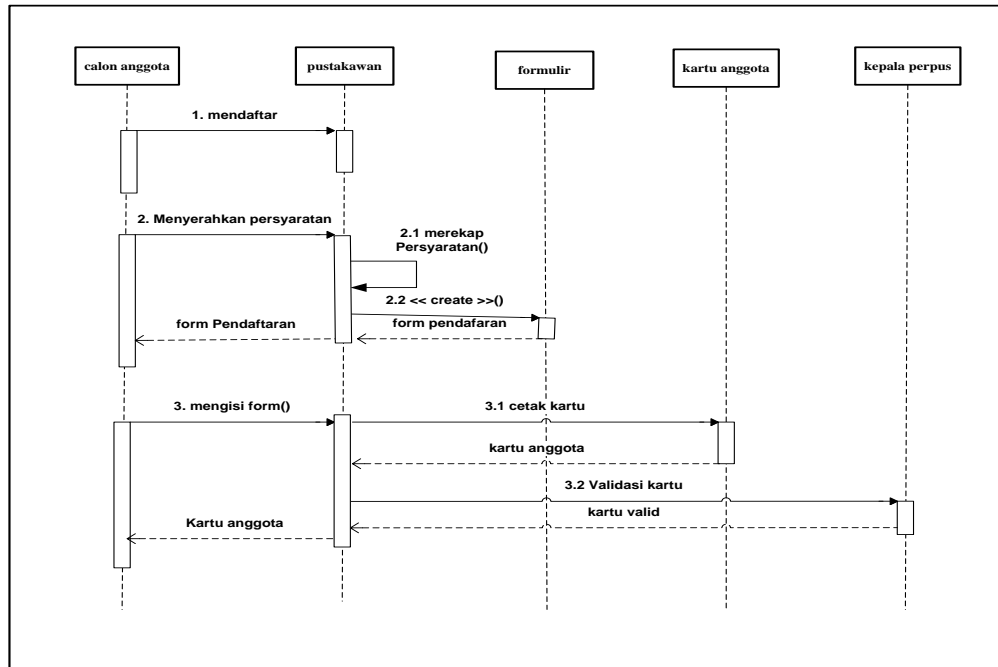 calon anggota
pustakawan
formulir
kartu anggota
kepala perpus
1. mendaftar
2. Menyerahkan persyaratan
2.1 merekap
Persyaratan()
2.2 << create >>()
form Pendaftaran
form pendafaran
3. mengisi form()
3.1 cetak kartu
kartu anggota
3.2 Validasi kartu
kartu valid
Kartu anggota